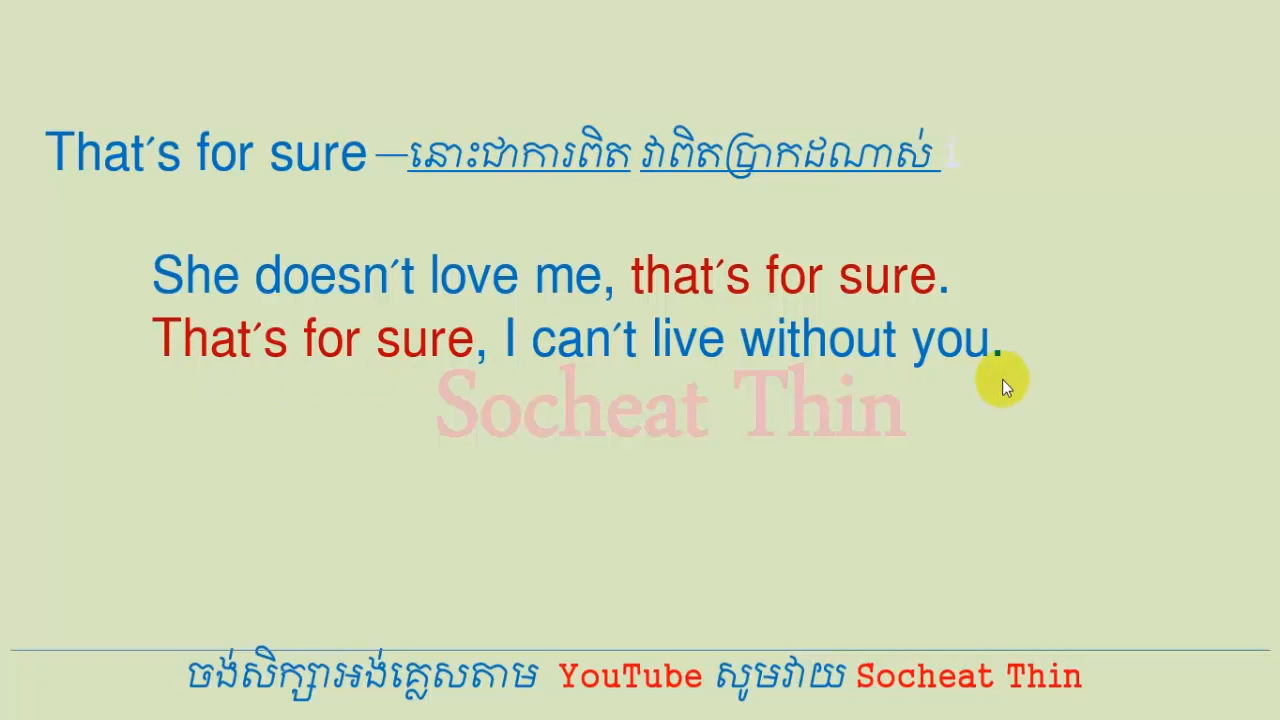 That's for sure –នោះជាការពិត វាពិតប្រាកដណាស់
She doesn't love me, that's for sure.
That's for sure, I can't live without you.
Socheat Thin
ចង់សិក្សាអង់គ្លេសតាម YouTube សូមវាយ Socheat Thin